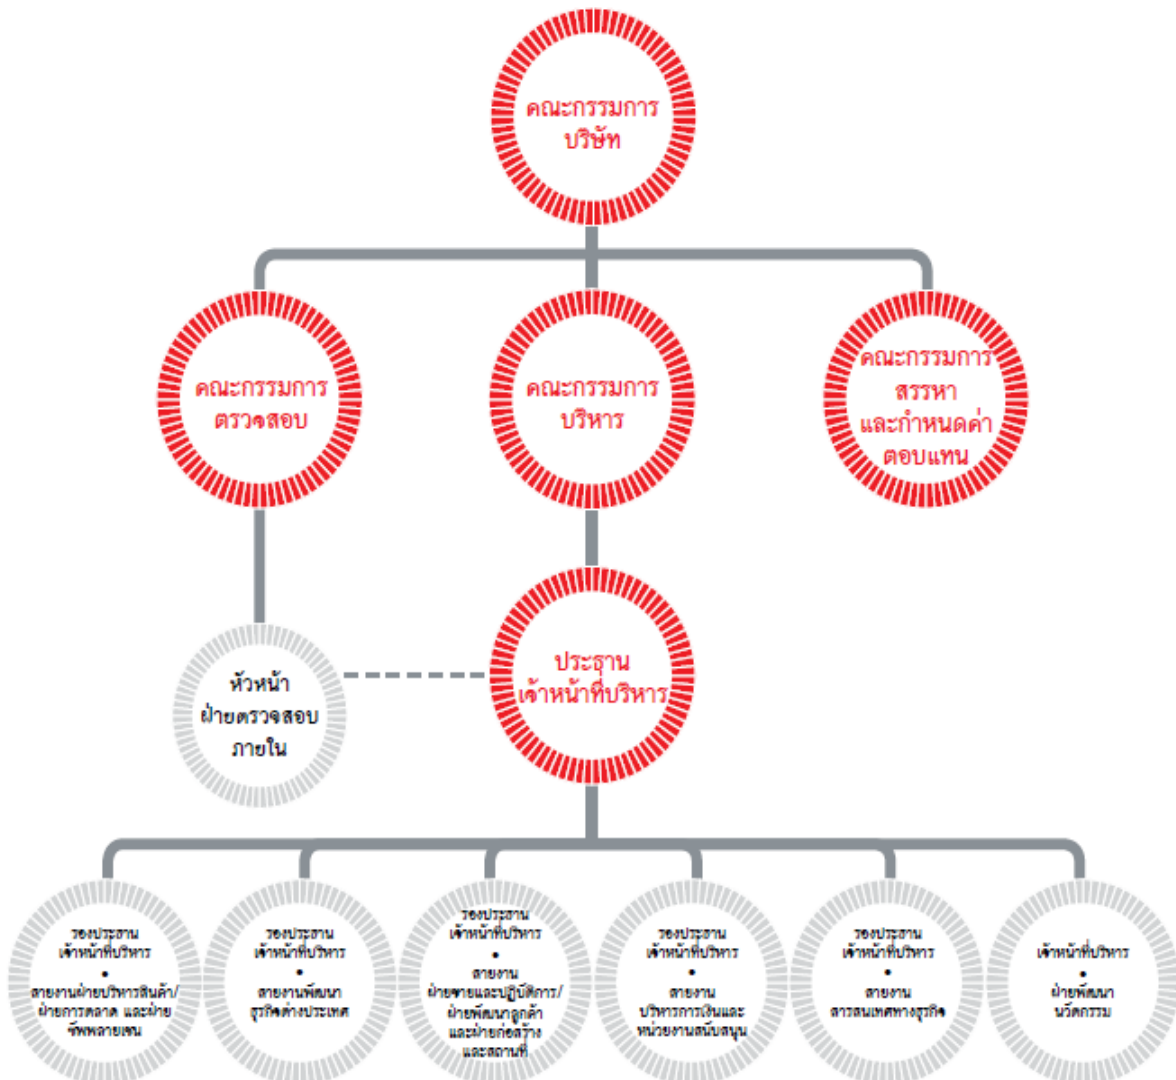 คณะกรรมการ
บริษัท
คณะกรรมการ
ตรวจสอบ
คณะกรรมการ
บริหาร
คณะกรรมการ
สรรหา
และกำหนดค่า
ตอบแทน
หัวหน้า
ฝ่ายตรวจสอบ
ภายใน
ประธาน
เจ้าหน้าที่บริหาร
รองประธาน
เจ้าหน้าที่บริหาร
•
สายงานฝ่ายบริหารสินค้า/
ฝ่ายการตลาด และฝ่าย
ซัพพลายเชน
รองประธาน
เจ้าหน้าที่บริหาร
•
สายงานพัฒนา
ธุรกิจต่างประเทศ
รองประธาน
เจ้าหน้าที่บริหาร
•
สายงาน
ฝ่ายขายและปฏิบัติการ/
ฝ่ายพัฒนาลูกค้า
และฝ่ายก่อสร้าง
และสถานที่
รองประธาน
เจ้าหน้าที่บริหาร
•
สายงาน
บริหารการเงินและ
หน่วยงานสนับสนุน
รองประธาน
เจ้าหน้าที่บริหาร
•
สายงาน
สารสนเทศทางธุรกิจ
เจ้าหน้าที่บริหาร
•
ฝ่ายพัฒนา
นวัตกรรม